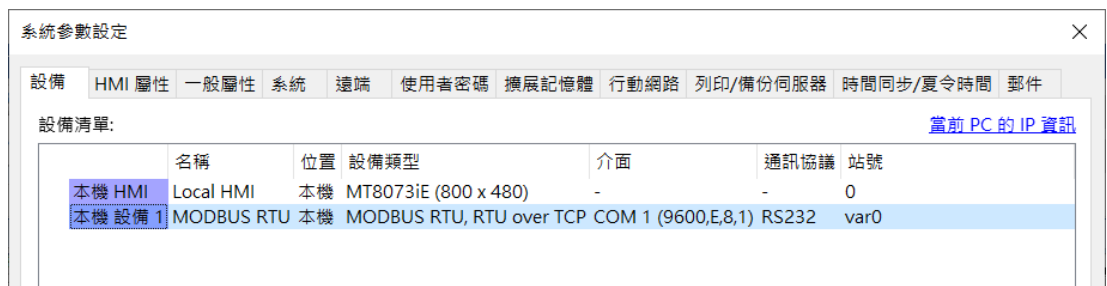 系統參數設定
設備 HMI 屬性 一般屬性 系統 遠端 使用者密碼 擴展記憶體 行動網路 列印/備份伺服器 時間同步/夏令時間 郵件
設備清單: 當前 PC 的 IP 資訊
名稱 位置 設備類型 介面 通訊協議 站號
本機 HMI Local HMI 本機 MT8073iE (800 x 480) - - 0
本機 設備 1 MODBUS RTU 本機 MODBUS RTU, RTU over TCP COM 1 (9600,E,8,1) RS232 var0